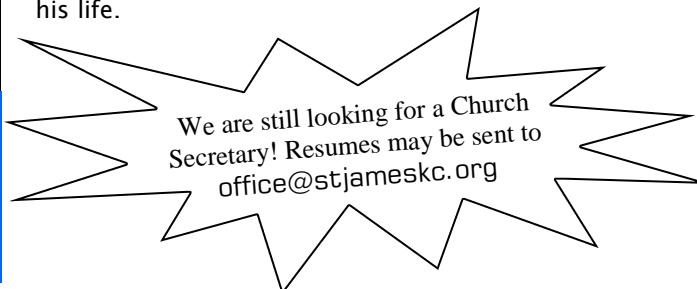 his life.
We are still looking for a Church
Secretary! Resumes may be sent to
office@stjameskc.org